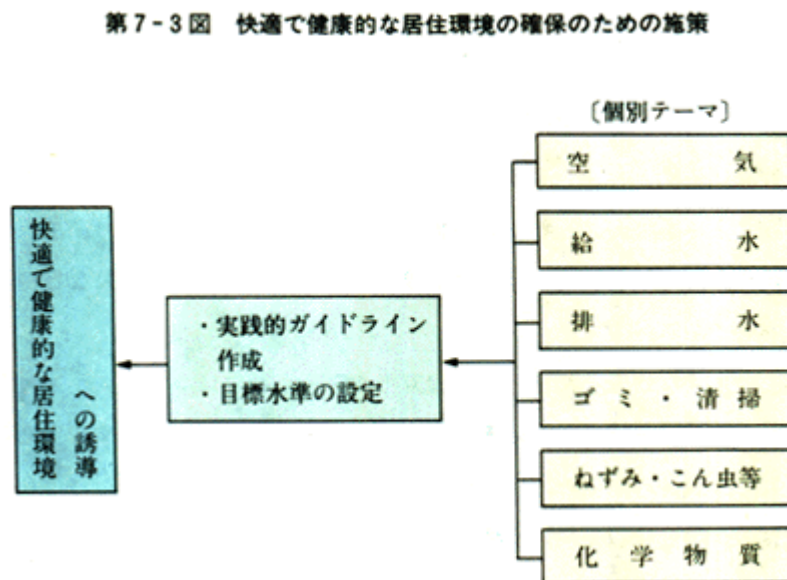 第7-3図 快適で健康的な居住環境の確保のための施策
〔個別テーマ〕
空気
給水
排水
ゴミ・清掃
ねずみ・こん虫等
化学物質
・実践的ガイドライン
作成
・目標水準の設定
快適で健康的な居住環境
への誘導